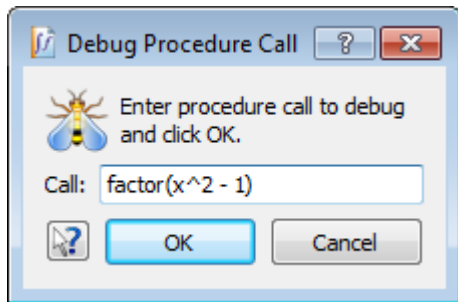 Debug Procedure Call
Enter procedure call to debug
and click OK.
Call: factor(x^2 - 1)
OK Cancel